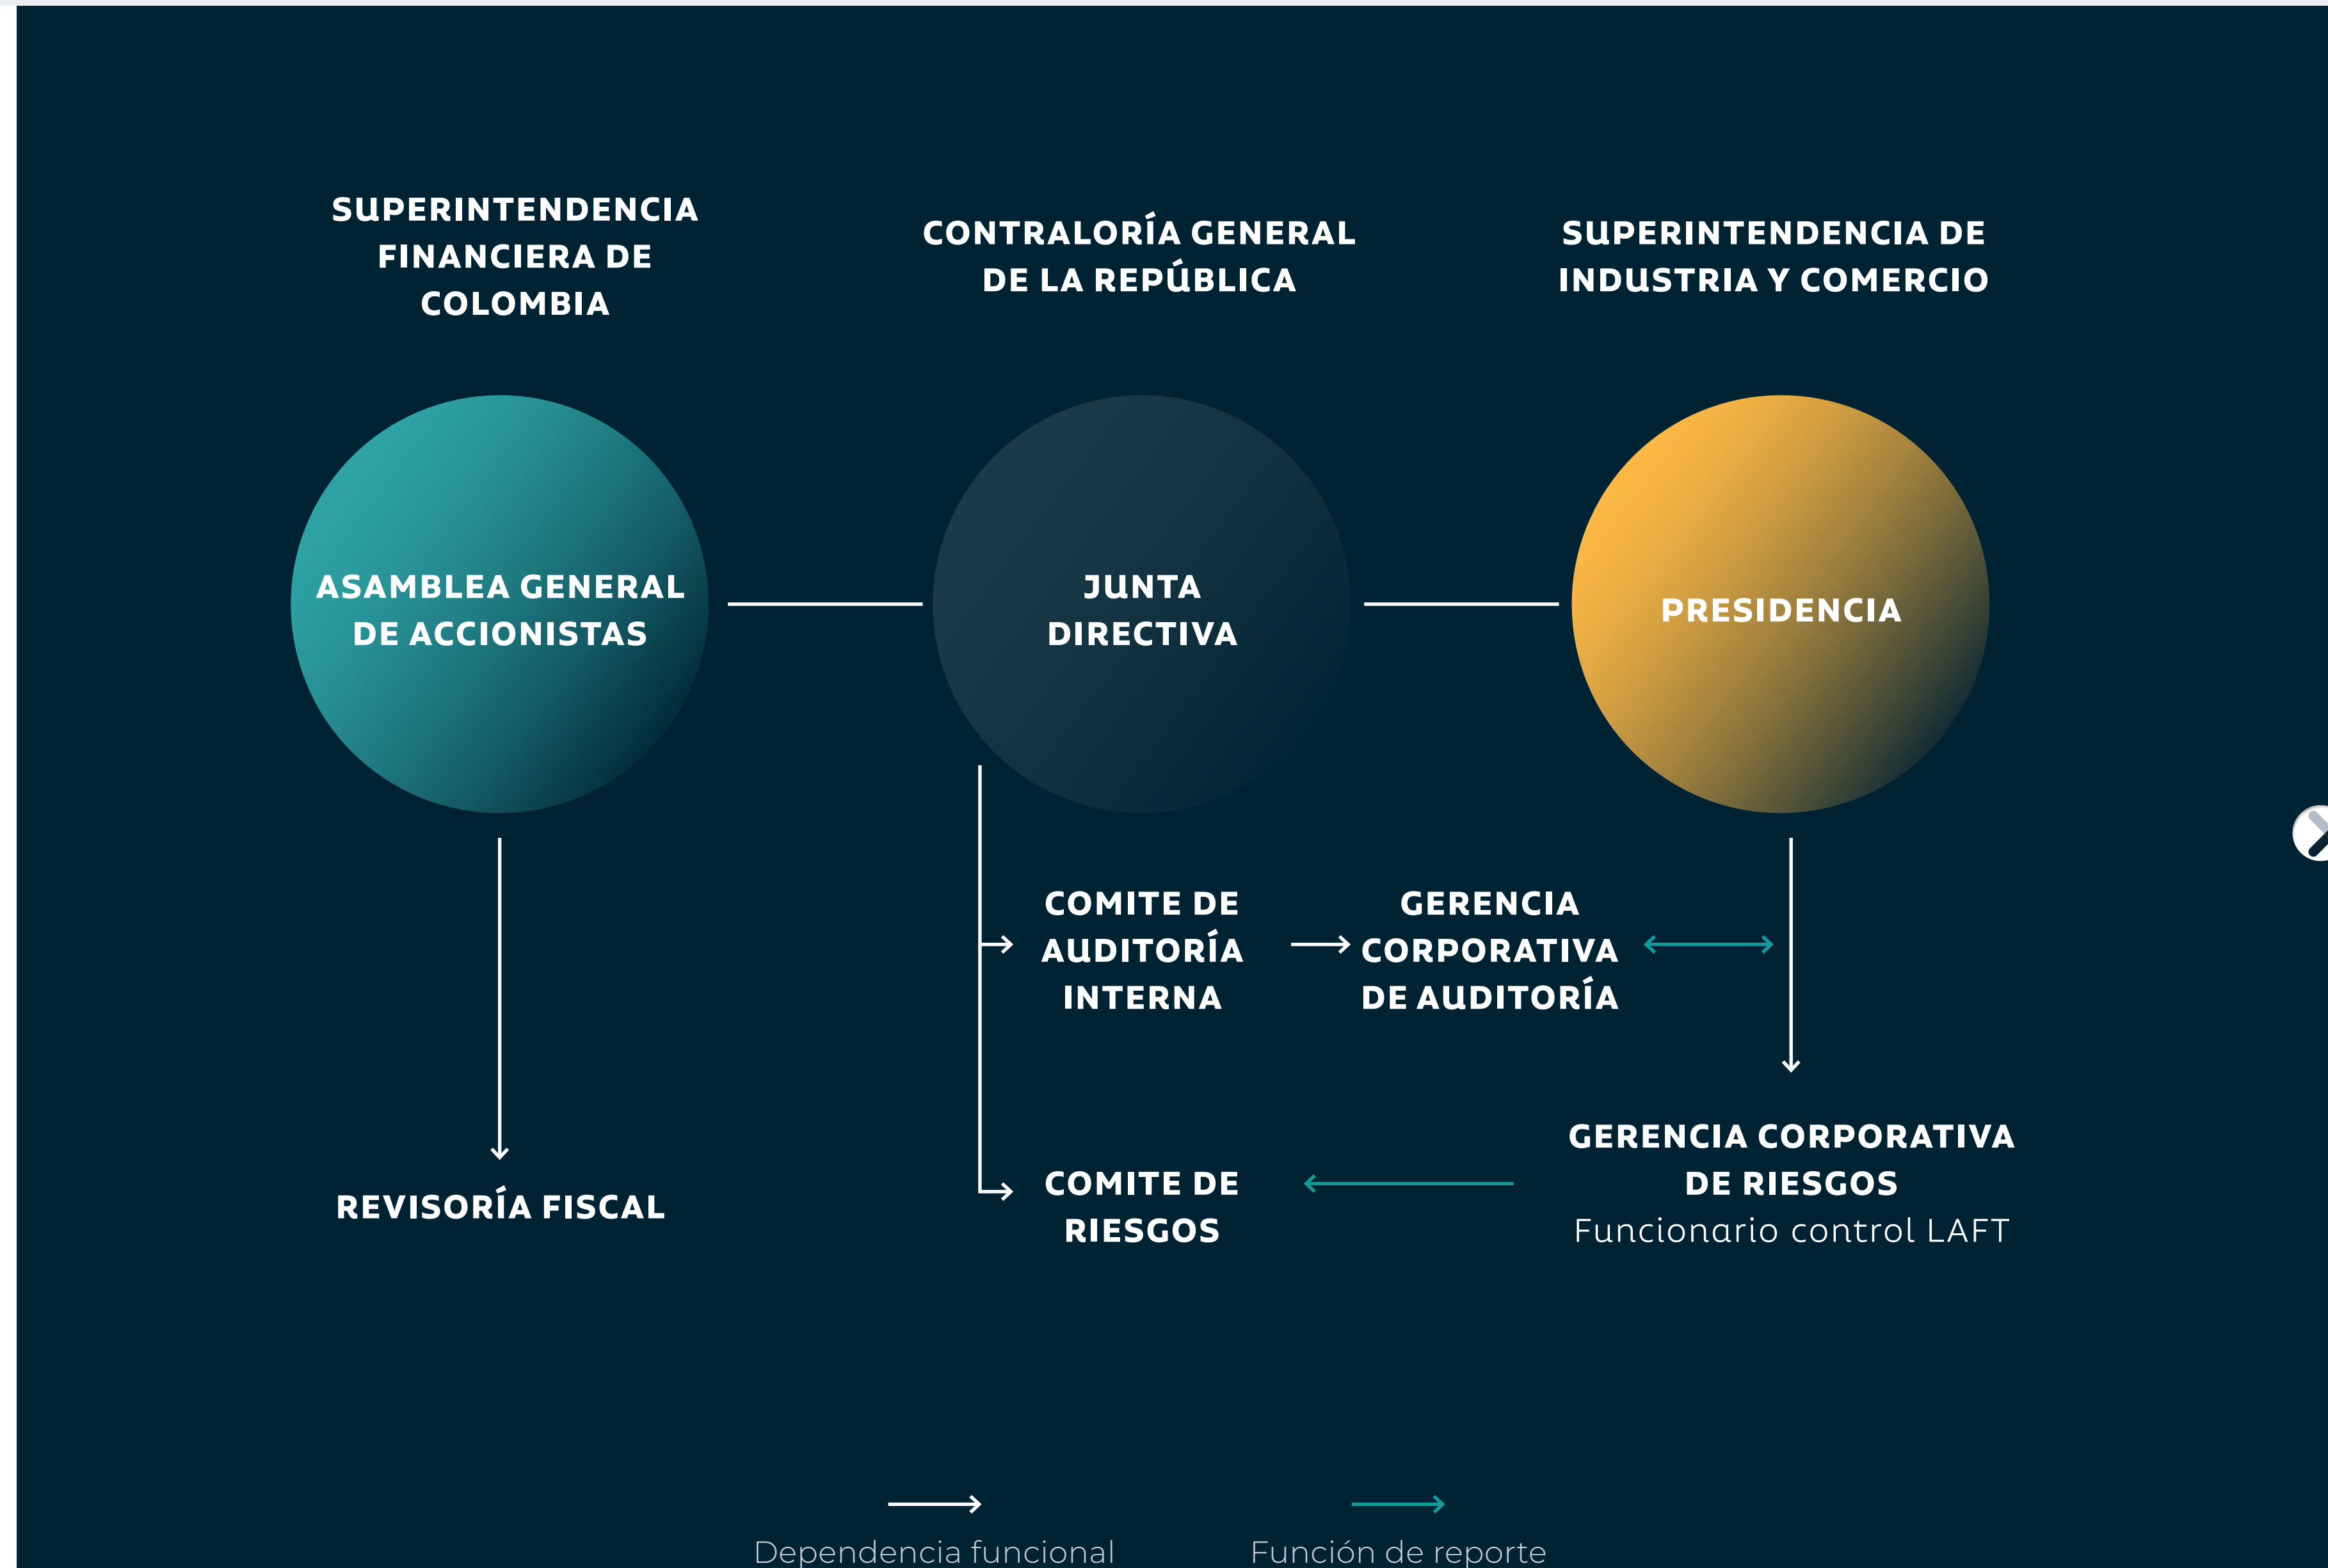 SUPERINTENDENCIA
FINANCIERA DE
COLOMBIA
CONTRALORÍA GENERAL
DE LA REPÚBLICA
SUPERINTENDENCIA DE
INDUSTRIA Y COMERCIO
ASAMBLEA GENERAL
DE ACCIONISTAS
JUNTA
DIRECTIVA
PRESIDENCIA
COMITE DE
AUDITORÍA
INTERNA
GERENCIA
CORPORATIVA
DE AUDITORÍA
REVISORÍA FISCAL
COMITE DE
RIESGOS
GERENCIA CORPORATIVA
DE RIESGOS
Funcionario control LAFT
Dependencia funcional
Función de reporte